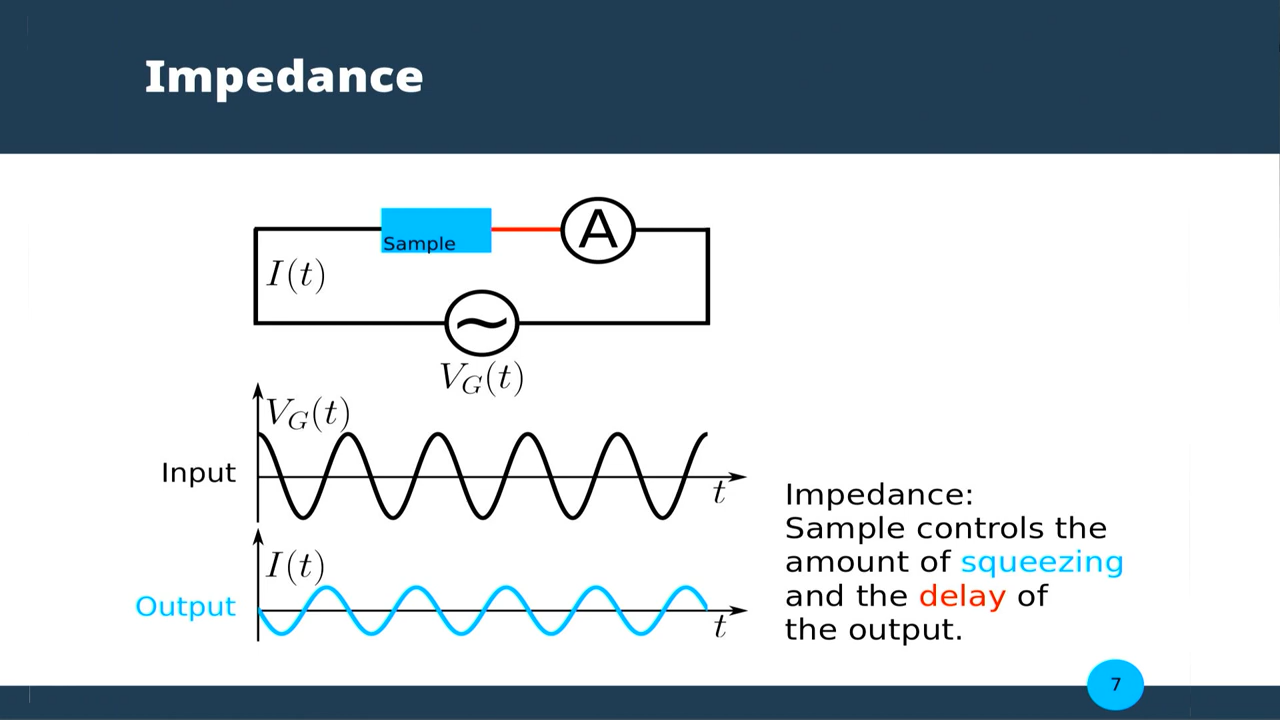 Impedance
Sample
A
I(t)
~
V_G(t)
V_G(t)
Input
t
I(t)
Output
t
Impedance:
Sample controls the
amount of squeezing
and the delay of
the output.
7